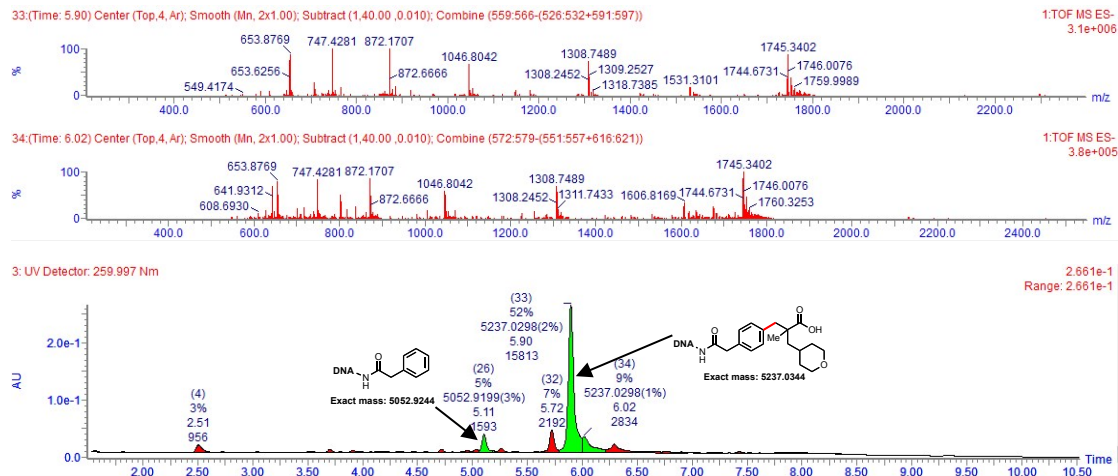 33:(Time: 5.90) Center (Top,4, Ar); Smooth (Mn, 2x1.00); Subtract (1,40.00 ,0.010); Combine (559:566-(526:532+591:597))
1:TOF MS ES-
3.1e+006
100
%
0
653.8769
653.6256
549.4174
747.4281
872.1707
872.6666
1046.8042
1308.7489
1308.2452
1309.2527
1318.7385
1531.3101
1745.3402
1744.6731
1746.0076
1759.9989
400.0 600.0 800.0 1000.0 1200.0 1400.0 1600.0 1800.0 2000.0 2200.0
m/z
34:(Time: 6.02) Center (Top,4, Ar); Smooth (Mn, 2x1.00); Subtract (1,40.00 ,0.010); Combine (572:579-(551:557+616:621))
1:TOF MS ES-
3.8e+005
100
%
0
653.8769
641.9312
608.6930
747.4281
872.1707
872.6666
1046.8042
1308.7489
1308.2452
1311.7433
1606.8169
1745.3402
1744.6731
1746.0076
1760.3253
400.0 600.0 800.0 1000.0 1200.0 1400.0 1600.0 1800.0 2000.0 2200.0 2400.0
m/z
3: UV Detector: 259.997 Nm
2.661e-1
Range: 2.661e-1
AU
2.0e-1
1.0e-1
0.0
(4)
3%
2.51
956
DNA
N
H
O
Exact mass: 5052.9244
(26)
5%
5052.9199(3%)
5.11
1593
(32)
7%
5.72
2192
(33)
52%
5237.0298(2%)
5.90
15813
(34)
9%
5237.0298(1%)
6.02
2834
DNA
N
H
O
Me
O
OH
O
Exact mass: 5237.0344
2.00 2.50 3.00 3.50 4.00 4.50 5.00 5.50 6.00 6.50 7.00 7.50 8.00 8.50 9.00 9.50 10.00 10.50
Time